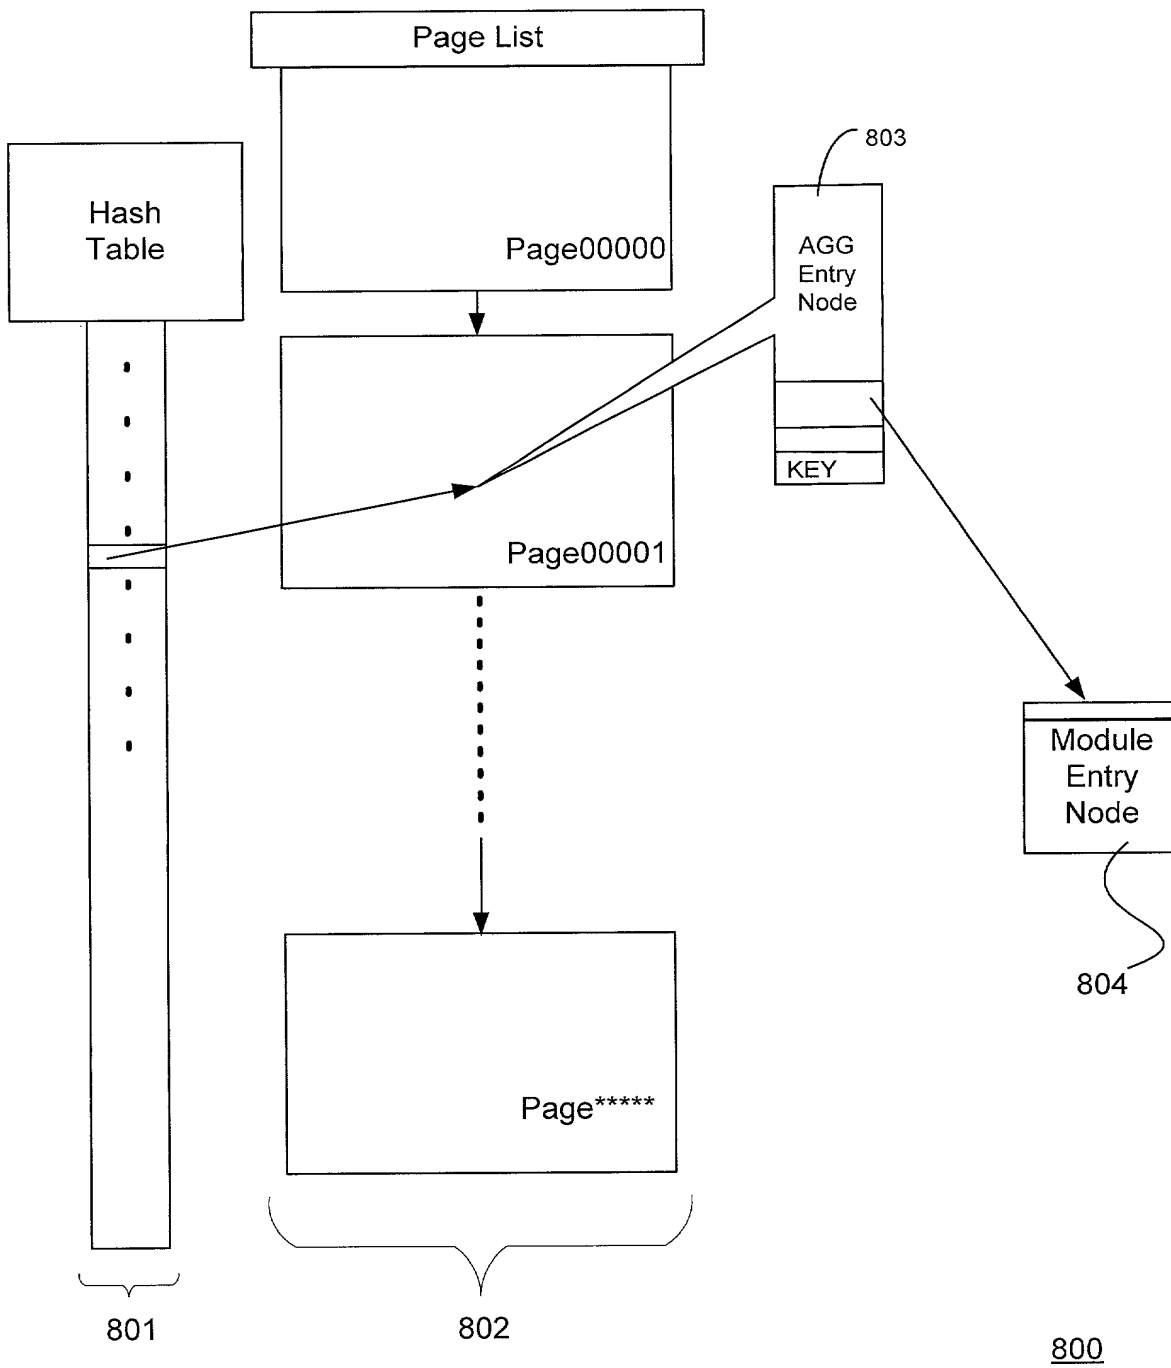 Page List
803
Hash
Table
AGG
Entry
Node
Page00000
KEY
Page00001
Module
Entry
Node
804
Page*****
801
802
800